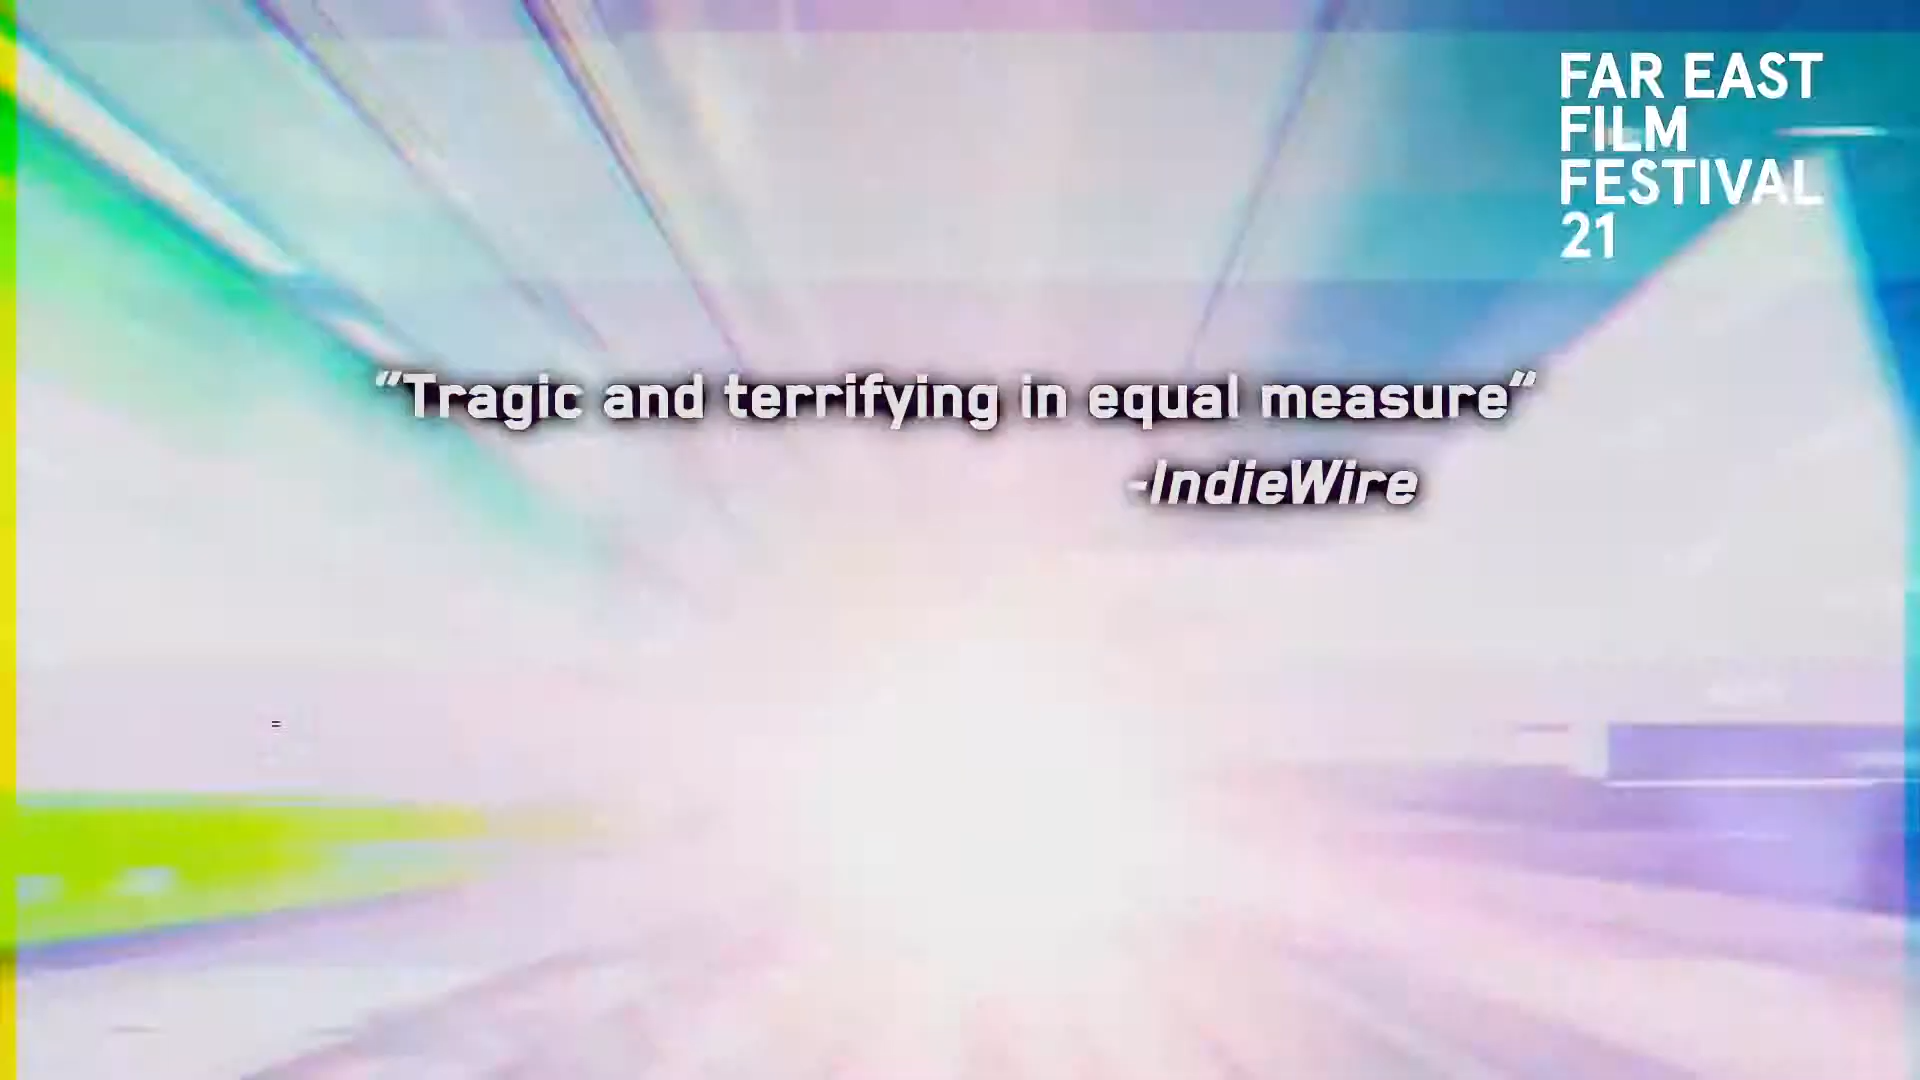 FAR EAST
FILM
FESTIVAL
21
"Tragic and terrifying in equal measure"
-IndieWire